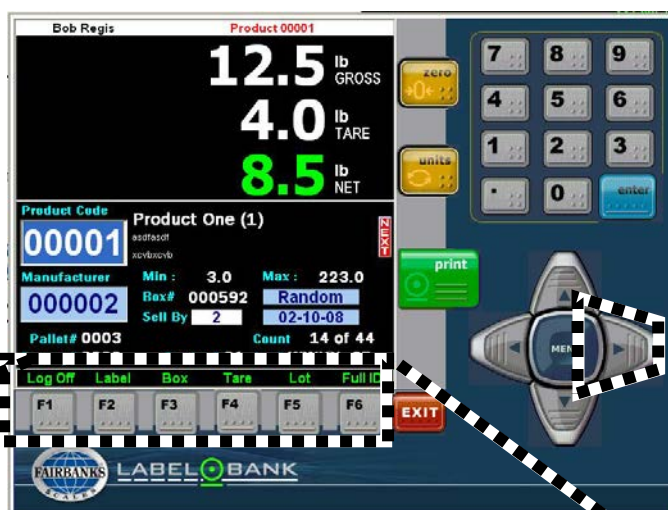 Bob Regis Product 00001
12.5 lb GROSS
4.0 lb TARE
8.5 lb NET
Product Code
00001 Product One (1)
asdfasdf
xcvbxcvb
NEXT
Manufacturer Min : 3.0 Max : 223.0
000002 Box# 000592 Random
Sell By 2 02-10-08
Pallet# 0003 Count 14 of 44
Log Off Label Box Tare Lot Full ID
F1 F2 F3 F4 F5 F6 EXIT
zero
→0←
units
print
7 8 9
4 5 6
1 2 3
. 0 enter
MEN
FAIRBANKS
SCALES
LABEL BANK